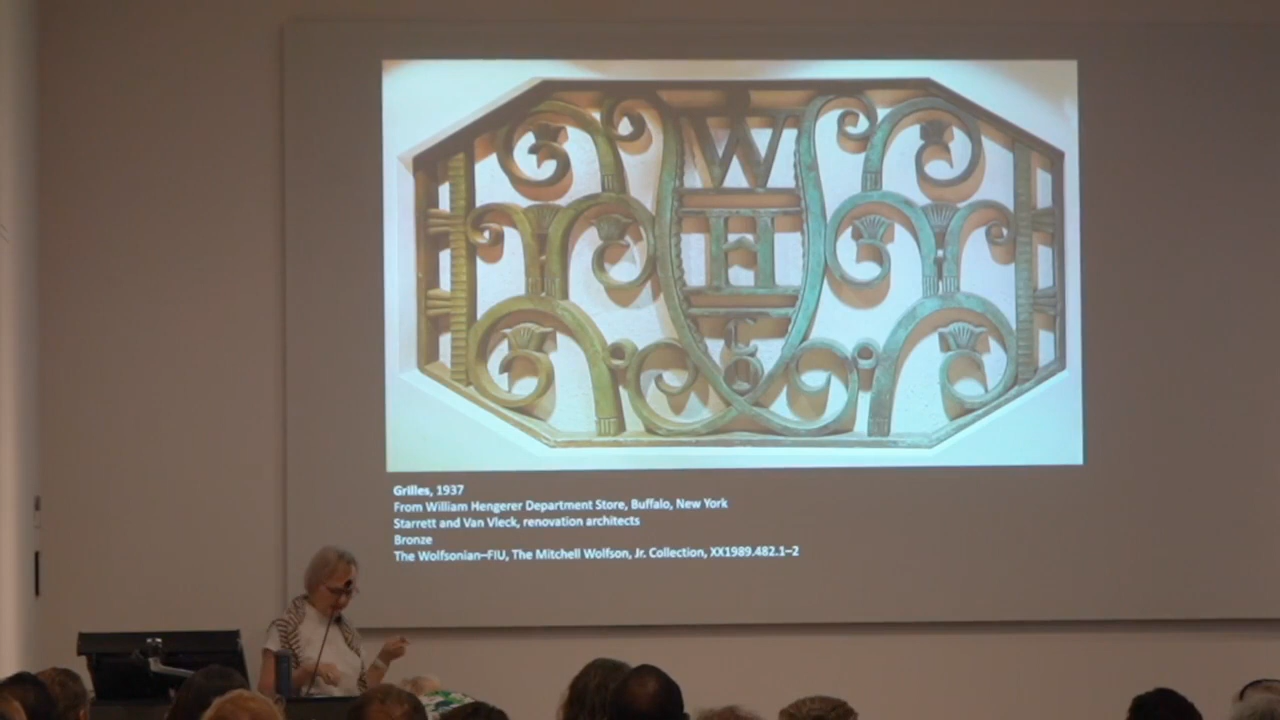 W
H
Co
Grilles, 1937
From William Hengerer Department Store, Buffalo, New York
Starrett and Van Vleck, renovation architects
Bronze
The Wolfsonian–FIU, The Mitchell Wolfson, Jr. Collection, XX1989.482.1–2